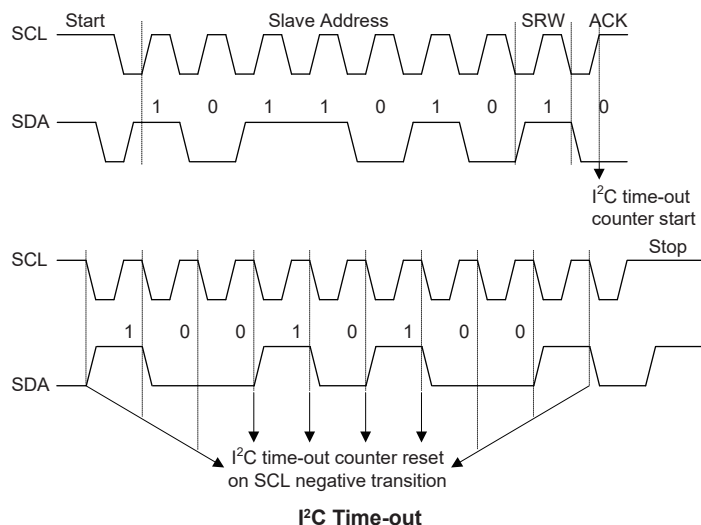 Start Slave Address SRW ACK
SCL
1 0 1 1 0 1 0 1 0
SDA
I²C time-out
counter start
Stop
SCL
1 0 0 1 0 1 0 0
SDA
I²C time-out counter reset
on SCL negative transition
I²C Time-out